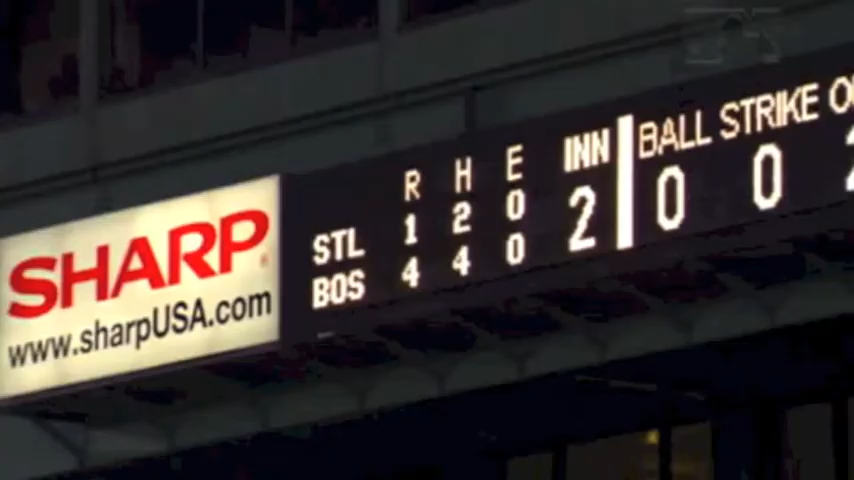 SHARP®
www.sharpUSA.com
R H E INN BALL STRIKE
STL 1 2 0 2 0 0
BOS 4 4 0